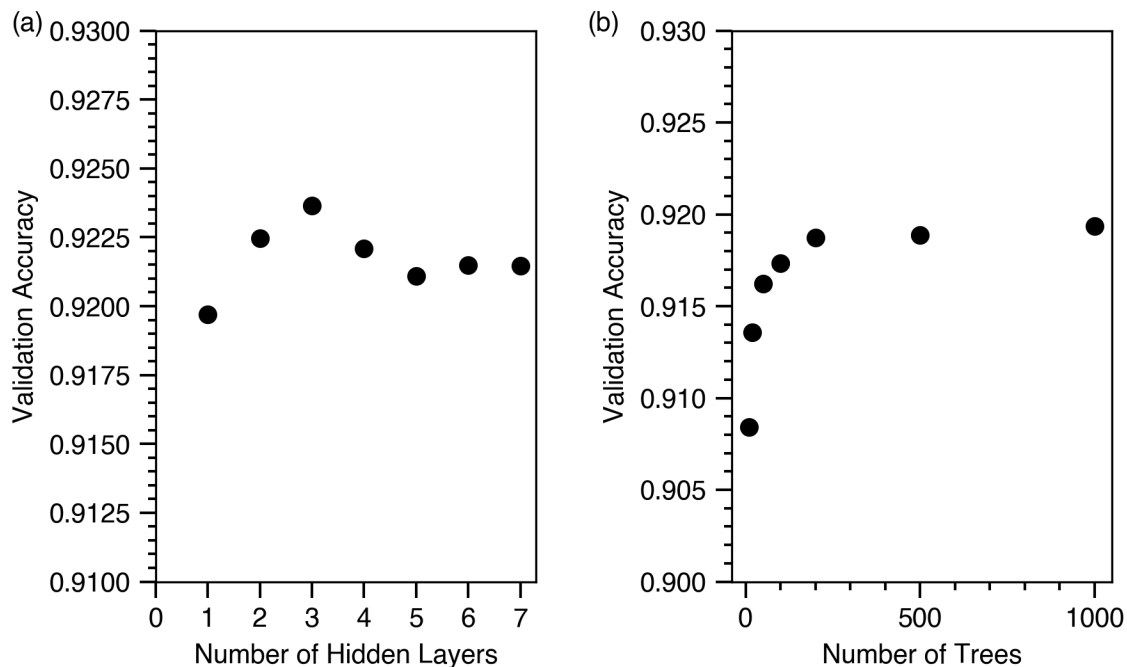 (a)
0.9300
0.9275
0.9250
0.9225
0.9200
0.9175
0.9150
0.9125
0.9100
Validation Accuracy
0 1 2 3 4 5 6 7
Number of Hidden Layers
(b)
0.930
0.925
0.920
0.915
0.910
0.905
0.900
Validation Accuracy
0 500 1000
Number of Trees